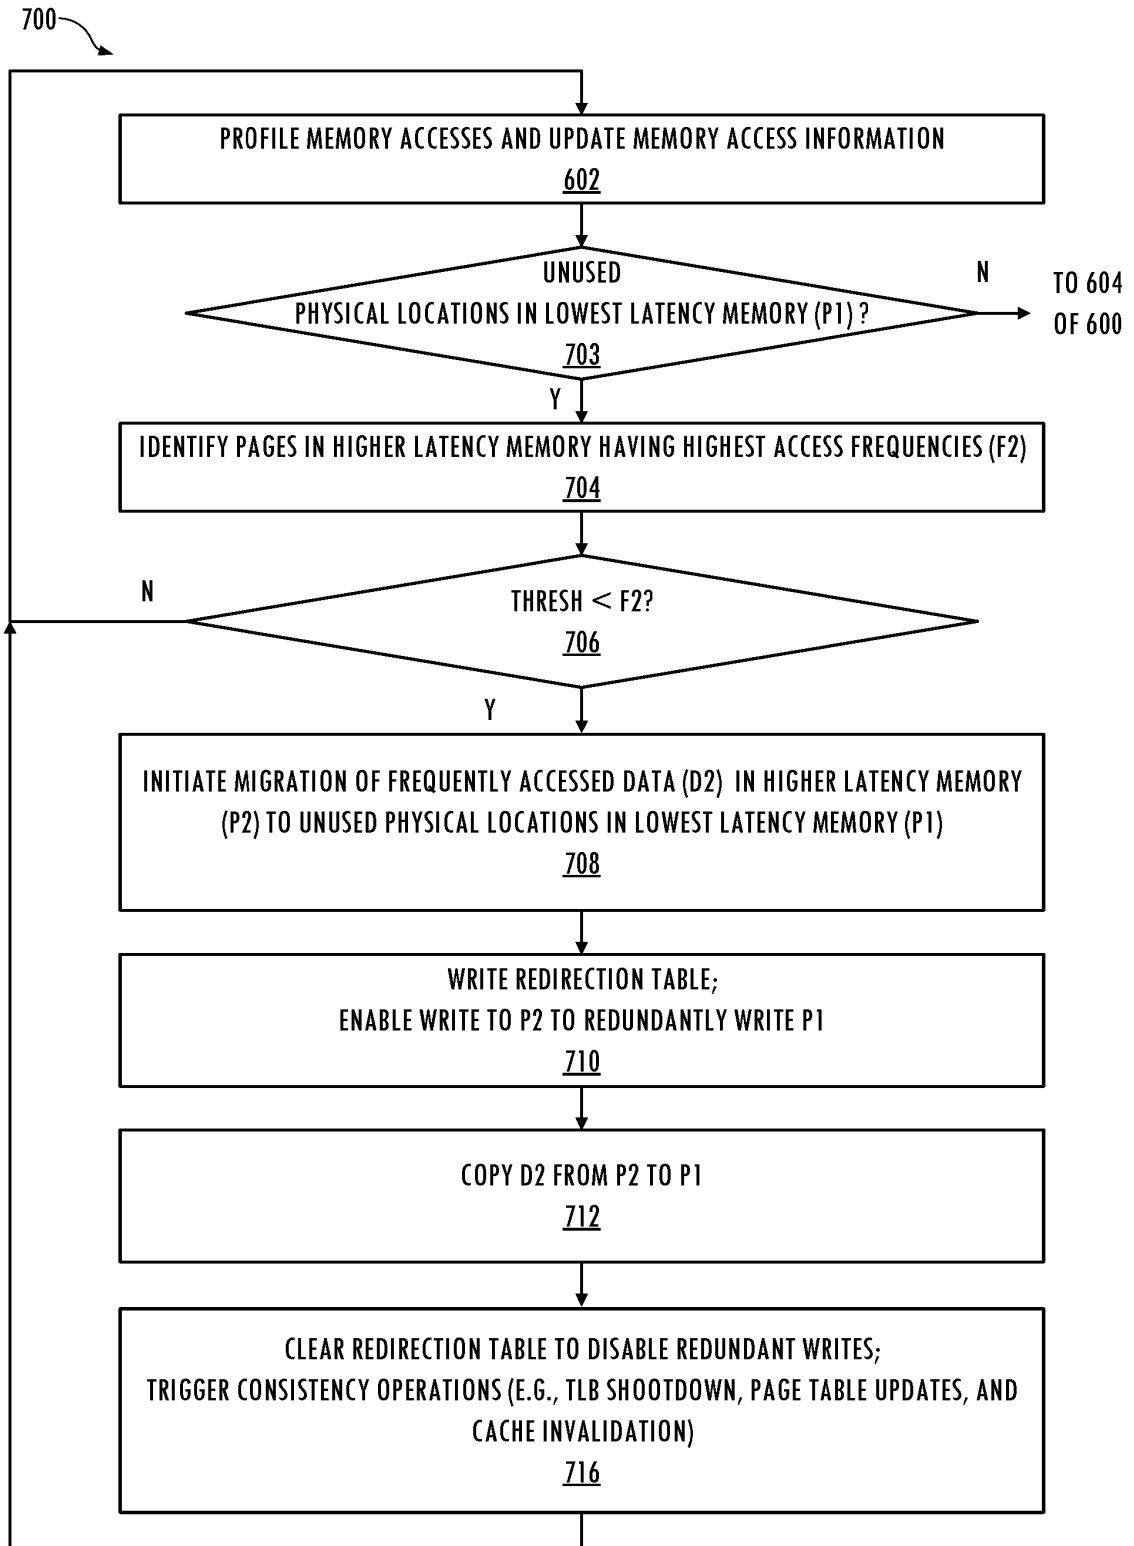 700
PROFILE MEMORY ACCESSES AND UPDATE MEMORY ACCESS INFORMATION
602
UNUSED
PHYSICAL LOCATIONS IN LOWEST LATENCY MEMORY (P1) ?
703
N
TO 604
OF 600
Y
IDENTIFY PAGES IN HIGHER LATENCY MEMORY HAVING HIGHEST ACCESS FREQUENCIES (F2)
704
N
THRESH < F2?
706
Y
INITIATE MIGRATION OF FREQUENTLY ACCESSED DATA (D2) IN HIGHER LATENCY MEMORY
(P2) TO UNUSED PHYSICAL LOCATIONS IN LOWEST LATENCY MEMORY (P1)
708
WRITE REDIRECTION TABLE;
ENABLE WRITE TO P2 TO REDUNDANTLY WRITE P1
710
COPY D2 FROM P2 TO P1
712
CLEAR REDIRECTION TABLE TO DISABLE REDUNDANT WRITES;
TRIGGER CONSISTENCY OPERATIONS (E.G., TLB SHOOTDOWN, PAGE TABLE UPDATES, AND
CACHE INVALIDATION)
716